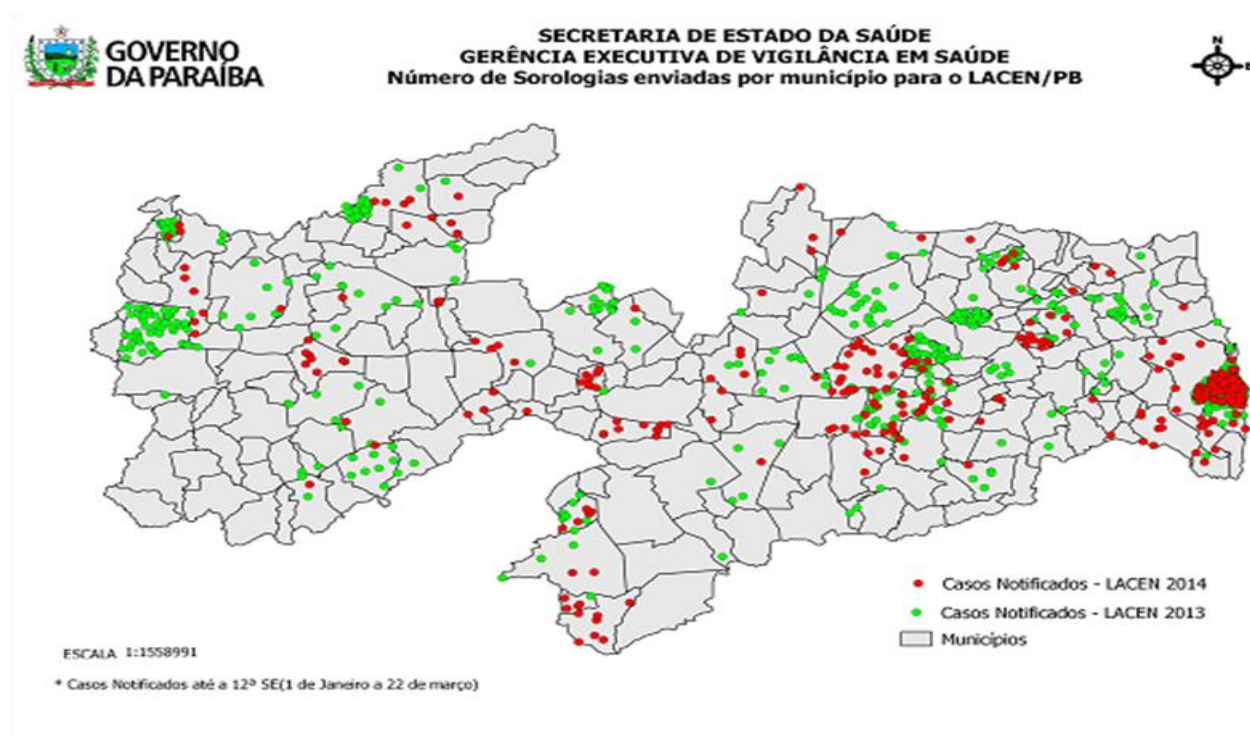 GOVERNO
DA PARAÍBA
SECRETARIA DE ESTADO DA SAÚDE
GERÊNCIA EXECUTIVA DE VIGILÂNCIA EM SAÚDE
Número de Sorologias enviadas por município para o LACEN/PB
N
Casos Notificados - LACEN 2014
Casos Notificados - LACEN 2013
Municípios
ESCALA 1:1558991
* Casos Notificados até a 12ª SE(1 de Janeiro a 22 de março)